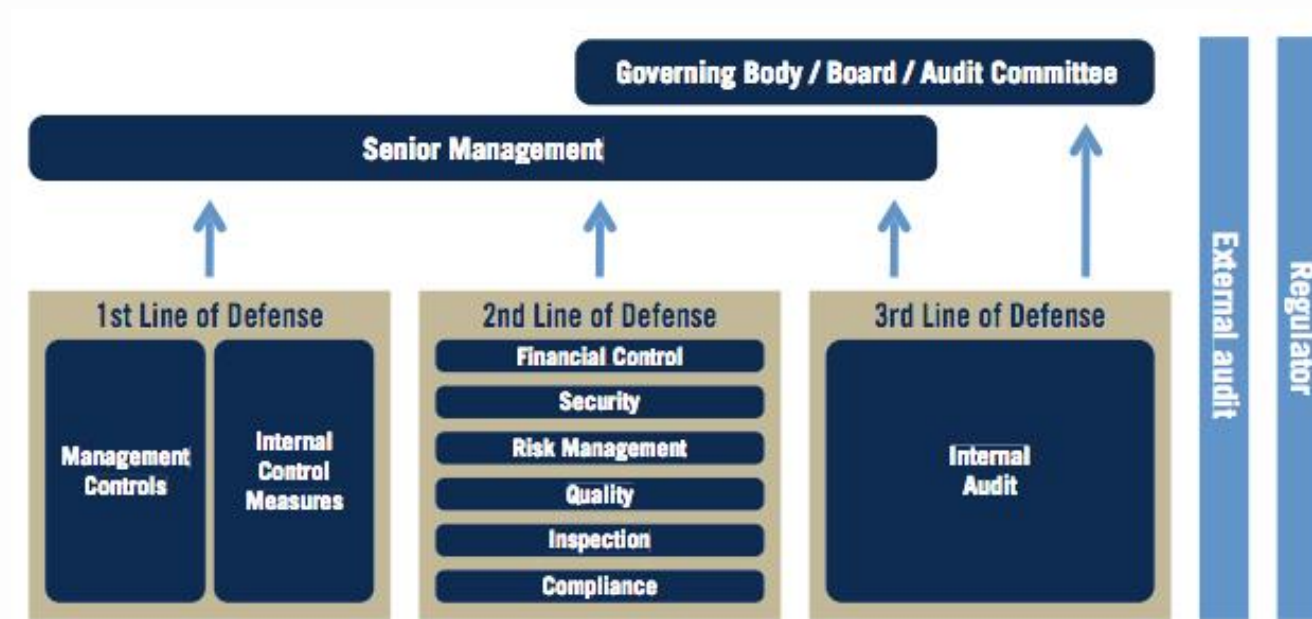 Governing Body / Board / Audit Committee
Senior Management
1st Line of Defense
Management
Controls
Internal
Control
Measures
2nd Line of Defense
Financial Control
Security
Risk Management
Quality
Inspection
Compliance
3rd Line of Defense
Internal
Audit
External audit
Regulator